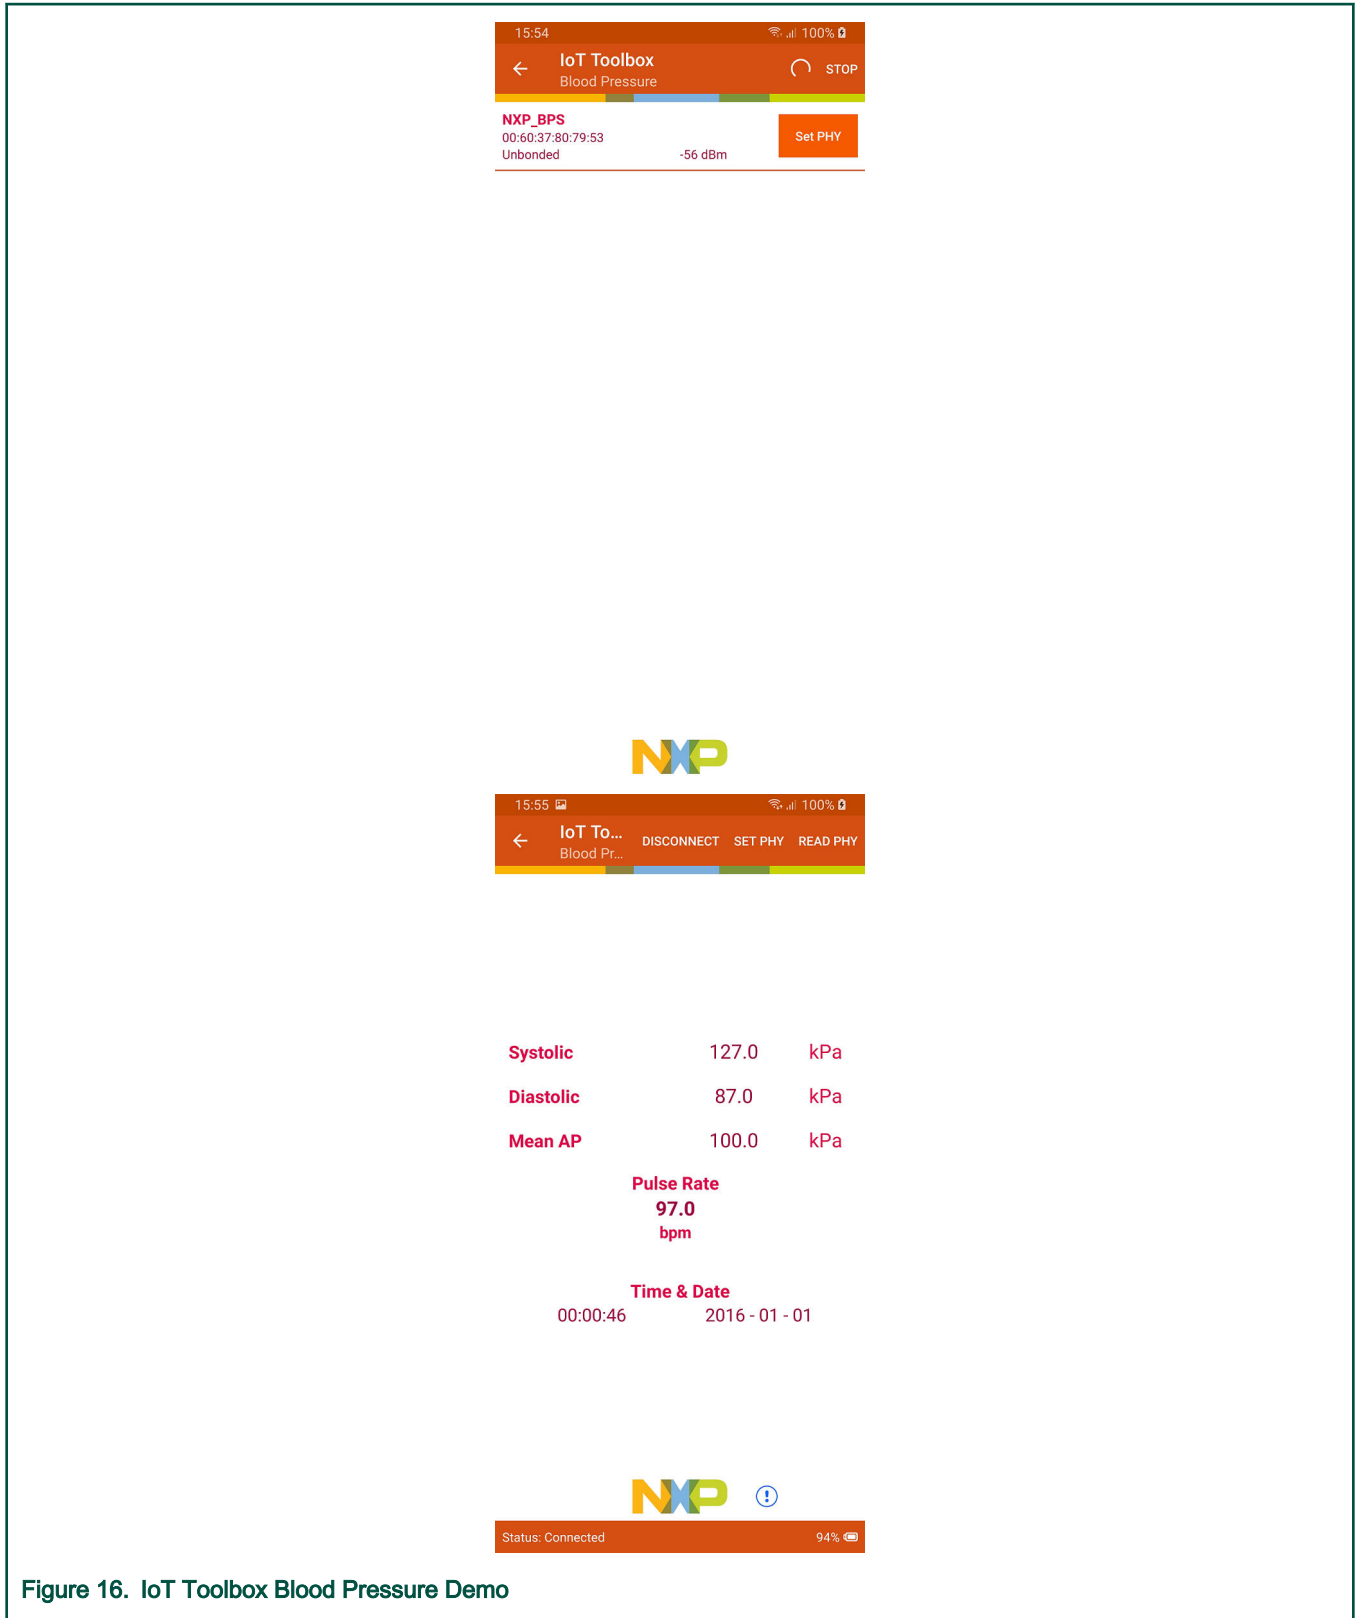 15:54 100%
IoT Toolbox
Blood Pressure
STOP
NXP_BPS
00:60:37:80:79:53
Unbonded -56 dBm
Set PHY
NXP
15:55 100%
IoT To...
Blood Pr...
DISCONNECT SET PHY READ PHY
Systolic 127.0 kPa
Diastolic 87.0 kPa
Mean AP 100.0 kPa
Pulse Rate
97.0
bpm
Time & Date
00:00:46 2016 - 01 - 01
NXP
Status: Connected 94%
Figure 16. IoT Toolbox Blood Pressure Demo